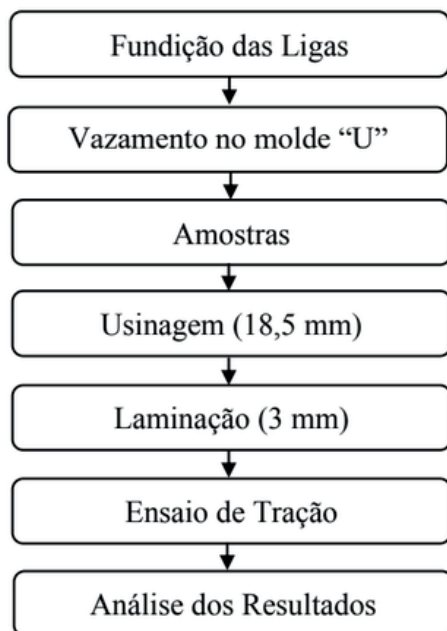 Fundição das Ligas
Vazamento no molde “U”
Amostras
Usinagem (18,5 mm)
Laminação (3 mm)
Ensaio de Tração
Análise dos Resultados